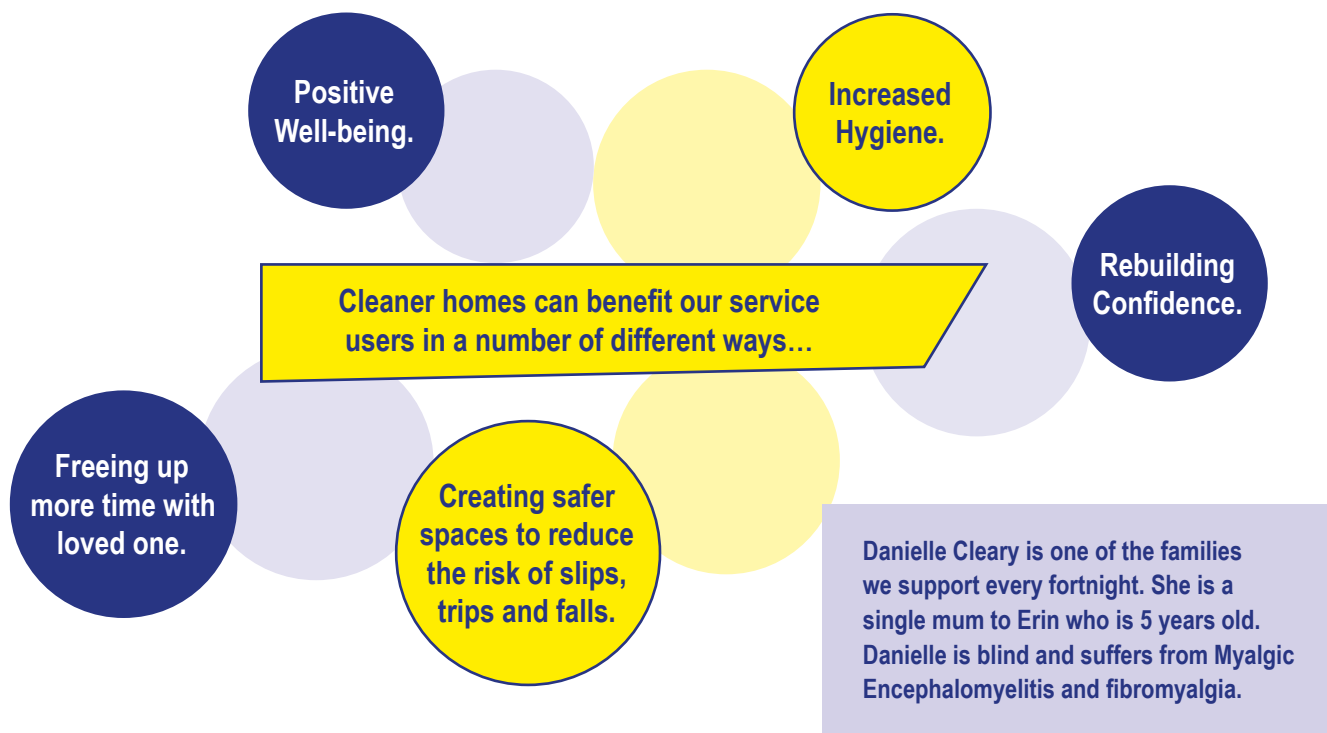 Positive
Well-being.
Increased
Hygiene.
Rebuilding
Confidence.
Cleaner homes can benefit our service
users in a number of different ways…
Freeing up
more time with
loved one.
Creating safer
spaces to reduce
the risk of slips,
trips and falls.
Danielle Cleary is one of the families
we support every fortnight. She is a
single mum to Erin who is 5 years old.
Danielle is blind and suffers from Myalgic
Encephalomyelitis and fibromyalgia.